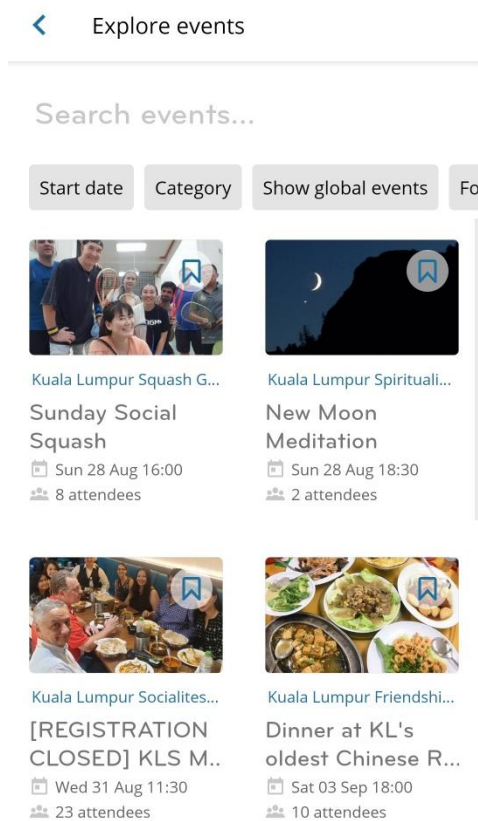 Explore events
Search events...
Start date
Category
Show global events
Fo
Kuala Lumpur Squash G...
Sunday Social
Squash
Sun 28 Aug 16:00
8 attendees
Kuala Lumpur Spirituali...
New Moon
Meditation
Sun 28 Aug 18:30
2 attendees
Kuala Lumpur Socialites...
[REGISTRATION
CLOSED] KLS M..
Wed 31 Aug 11:30
23 attendees
Kuala Lumpur Friendshi...
Dinner at KL's
oldest Chinese R...
Sat 03 Sep 18:00
10 attendees